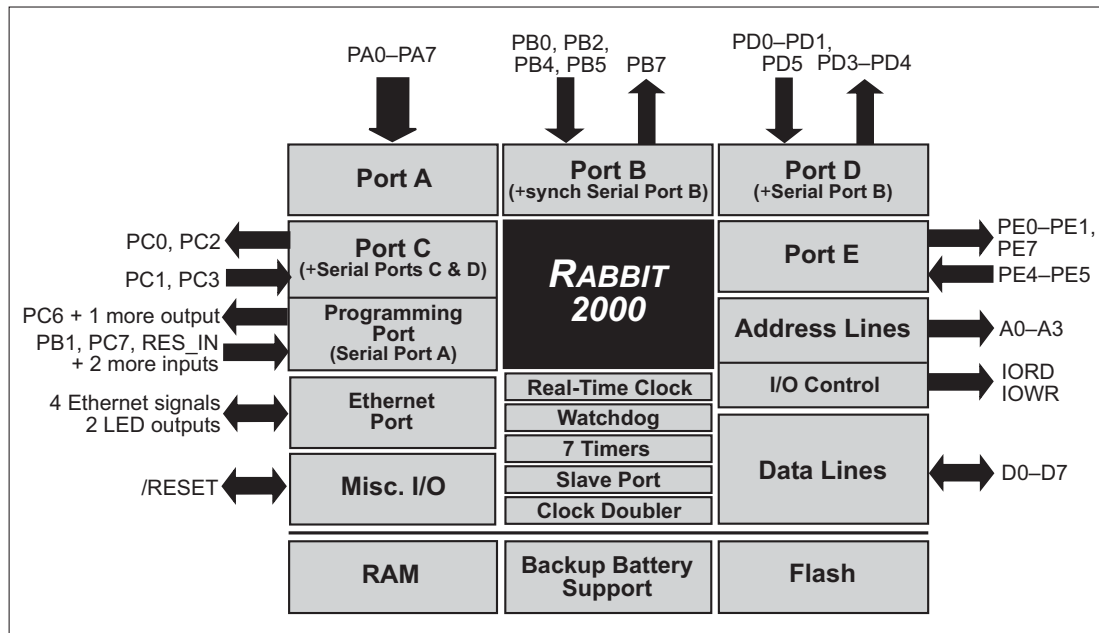 PA0–PA7
PB0, PB2,
PB4, PB5
PB7
PD0–PD1,
PD5
PD3–PD4
Port A
Port B
(+synch Serial Port B)
Port D
(+Serial Port B)
PC0, PC2
PC1, PC3
Port C
(+Serial Ports C & D)
RABBIT
2000
Port E
PE0–PE1,
PE7
PE4–PE5
PC6 + 1 more output
PB1, PC7, RES_IN
+ 2 more inputs
Programming
Port
(Serial Port A)
Address Lines
A0–A3
I/O Control
IORD
IOWR
4 Ethernet signals
2 LED outputs
Ethernet
Port
Real-Time Clock
Watchdog
7 Timers
Slave Port
Clock Doubler
Data Lines
D0–D7
/RESET
Misc. I/O
RAM
Backup Battery
Support
Flash